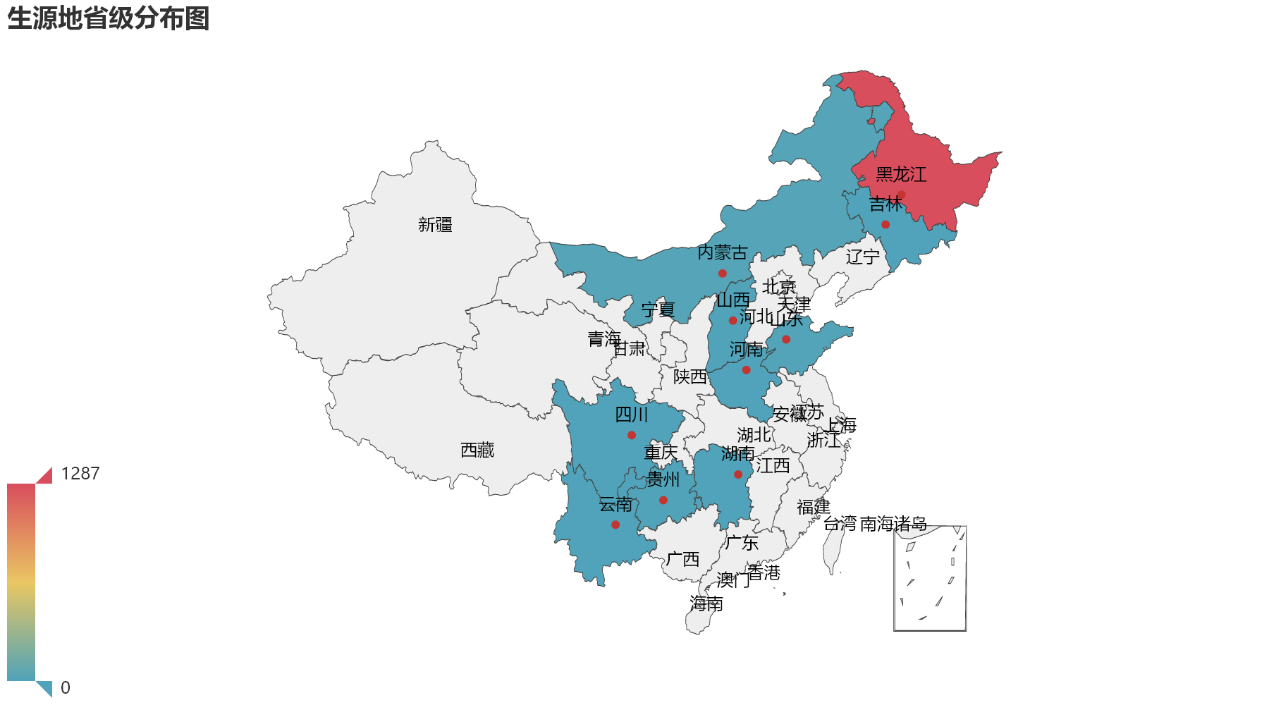 生源地省级分布图
黑龙江
吉林
新疆
内蒙古
辽宁
北京
山西
天津
宁夏
河北
山东
青海
甘肃
河南
陕西
四川
安徽
江苏
上海
湖北
浙江
西藏
重庆
湖南
江西
1287
贵州
云南
福建
台湾
南海诸岛
广东
广西
澳门
香港
海南
0